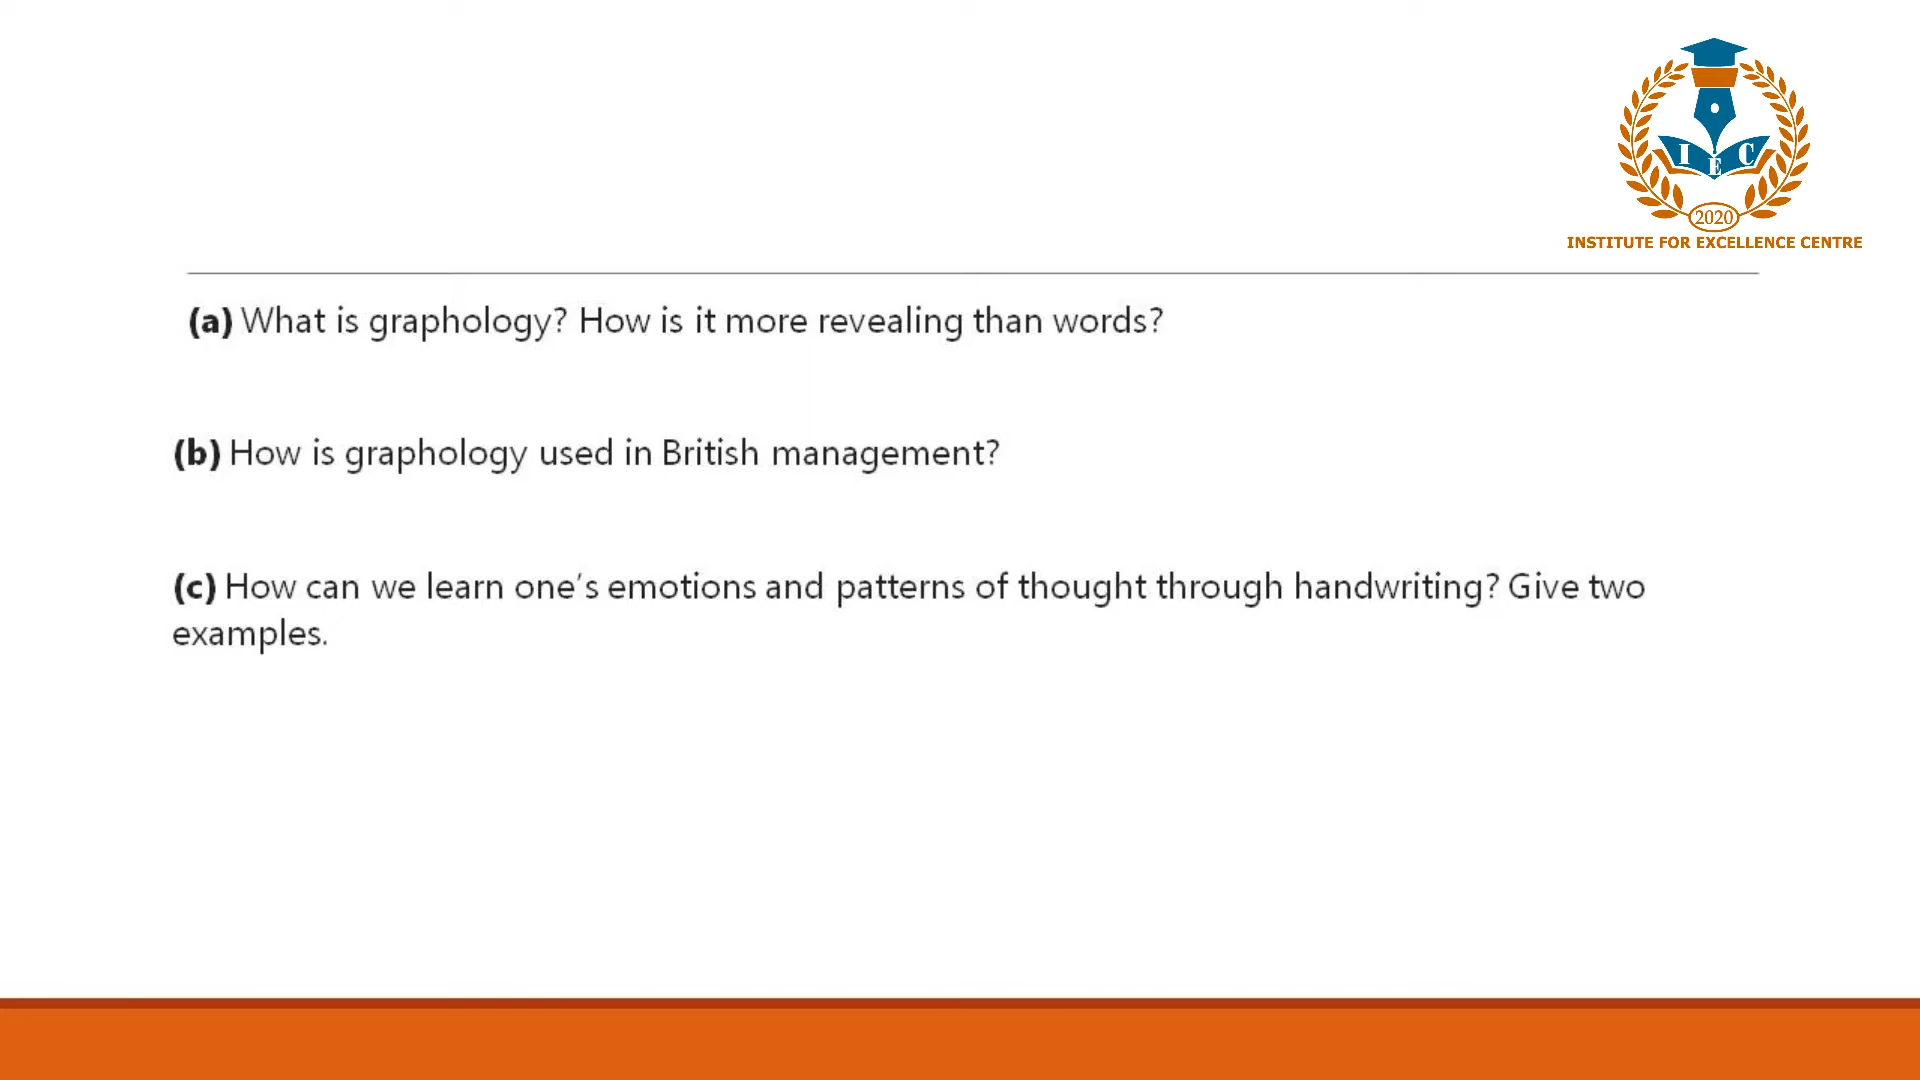 I E C
2020
INSTITUTE FOR EXCELLENCE CENTRE
(a) What is graphology? How is it more revealing than words?
(b) How is graphology used in British management?
(c) How can we learn one's emotions and patterns of thought through handwriting? Give two
examples.